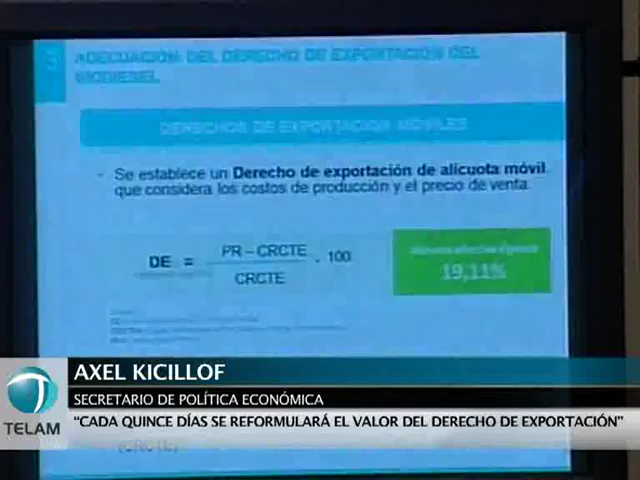 3
ADECUACIÓN DEL DERECHO DE EXPORTACIÓN DEL
BIODIESEL
DERECHOS DE EXPORTACIÓN MÓVILES
- Se establece un Derecho de exportación de alícuota móvil
que considera los costos de producción y el precio de venta.
DE = PR – CRCTE . 100
CRCTE
19,11%
AXEL KICILLOF
SECRETARIO DE POLÍTICA ECONÓMICA
TELAM
"CADA QUINCE DÍAS SE REFORMULARÁ EL VALOR DEL DERECHO DE EXPORTACIÓN"
(CRCTE)